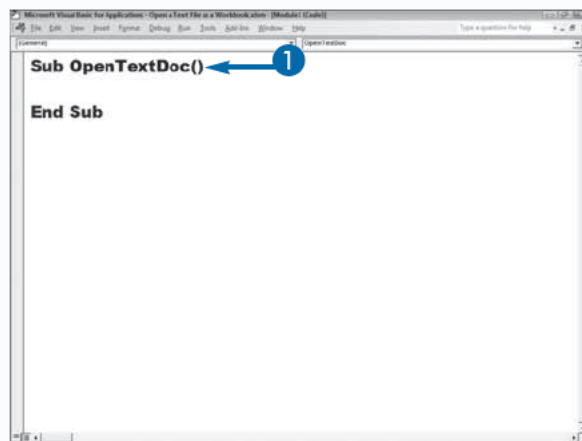 Microsoft Visual Basic for Applications - Open a Text File as a Workbook.xlsm - [Module1 (Code)]
File Edit View Insert Format Debug Run Tools Add-Ins Window Help Type a question for help
(General) OpenTextDoc
Sub OpenTextDoc() 1
End Sub